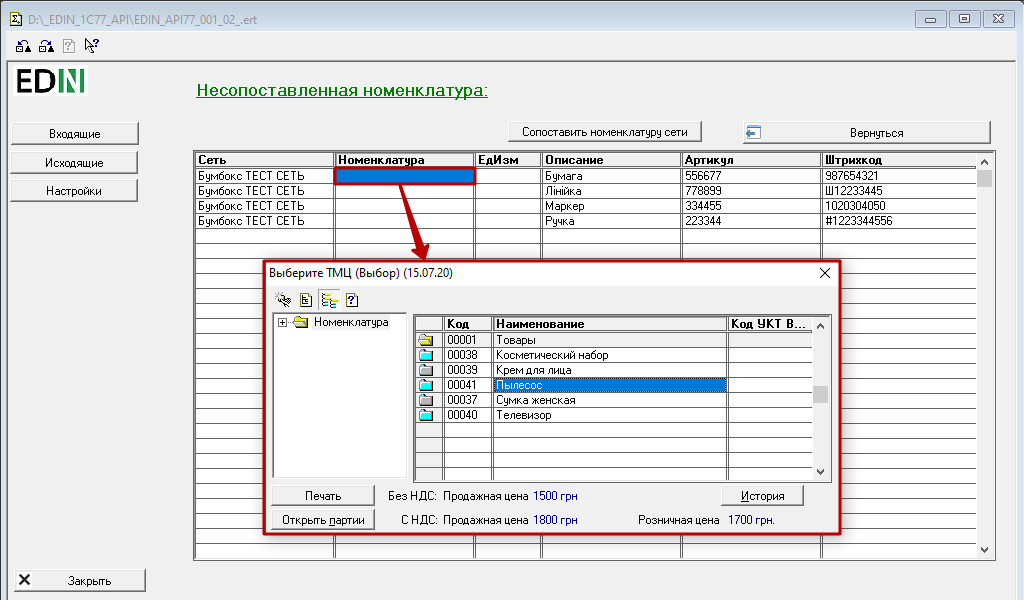 D:\_EDIN_1C77_API\EDIN_API77_001_02_.ert
EDIN
Несопоставленная номенклатура:
Входящие
Исходящие
Настройки
Сопоставить номенклатуру сети
Вернуться
Сеть Номенклатура ЕдИзм Описание Артикул Штрихкод
Бумбокс ТЕСТ СЕТЬ Бумага 556677 987654321
Бумбокс ТЕСТ СЕТЬ Лінійка 778899 Ш12233445
Бумбокс ТЕСТ СЕТЬ Маркер 334455 1020304050
Бумбокс ТЕСТ СЕТЬ Ручка 223344 #1223344556
Выберите ТМЦ (Выбор) (15.07.20)
Номенклатура
Код Наименование Код УКТ В...
00001 Товары
00038 Косметический набор
00039 Крем для лица
00041 Пылесос
00037 Сумка женская
00040 Телевизор
Печать Без НДС: Продажная цена 1500 грн История
Открыть партии С НДС: Продажная цена 1800 грн Розничная цена 1700 грн.
Закрыть